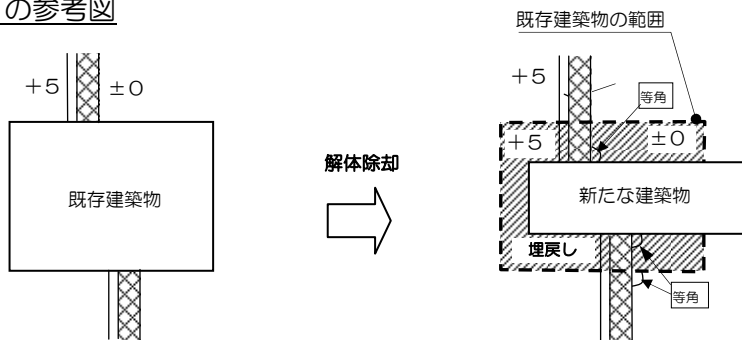 の参考図
既存建築物の範囲
+5 ±0
+5
等角
既存建築物
解体除却
+5 ±0
新たな建築物
埋戻し
等角